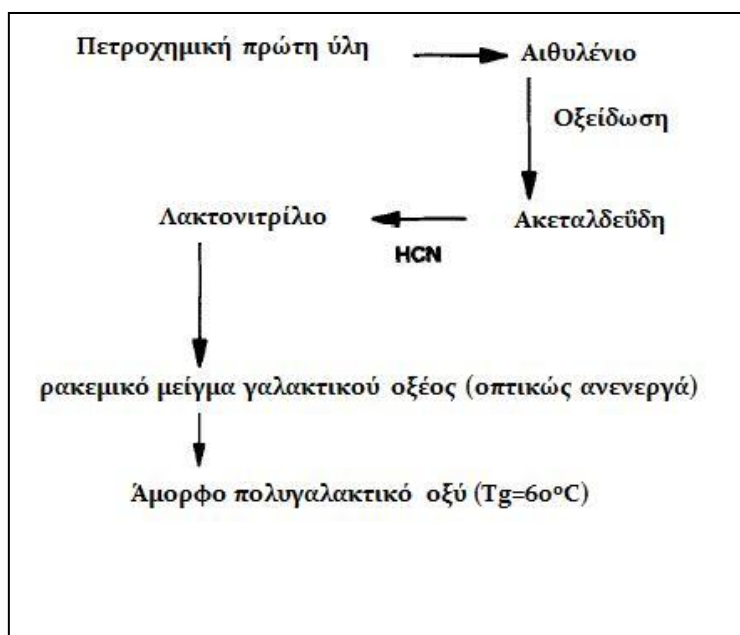 Πετροχημική πρώτη ύλη
Αιθυλένιο
Οξείδωση
Λακτονιτρίλιο
Ακεταλδεΰδη
HCN
ρακεμικό μείγμα γαλακτικού οξέος (οπτικώς ανενεργά)
Άμορφο πολυγαλακτικό οξύ (Tg=60°C)